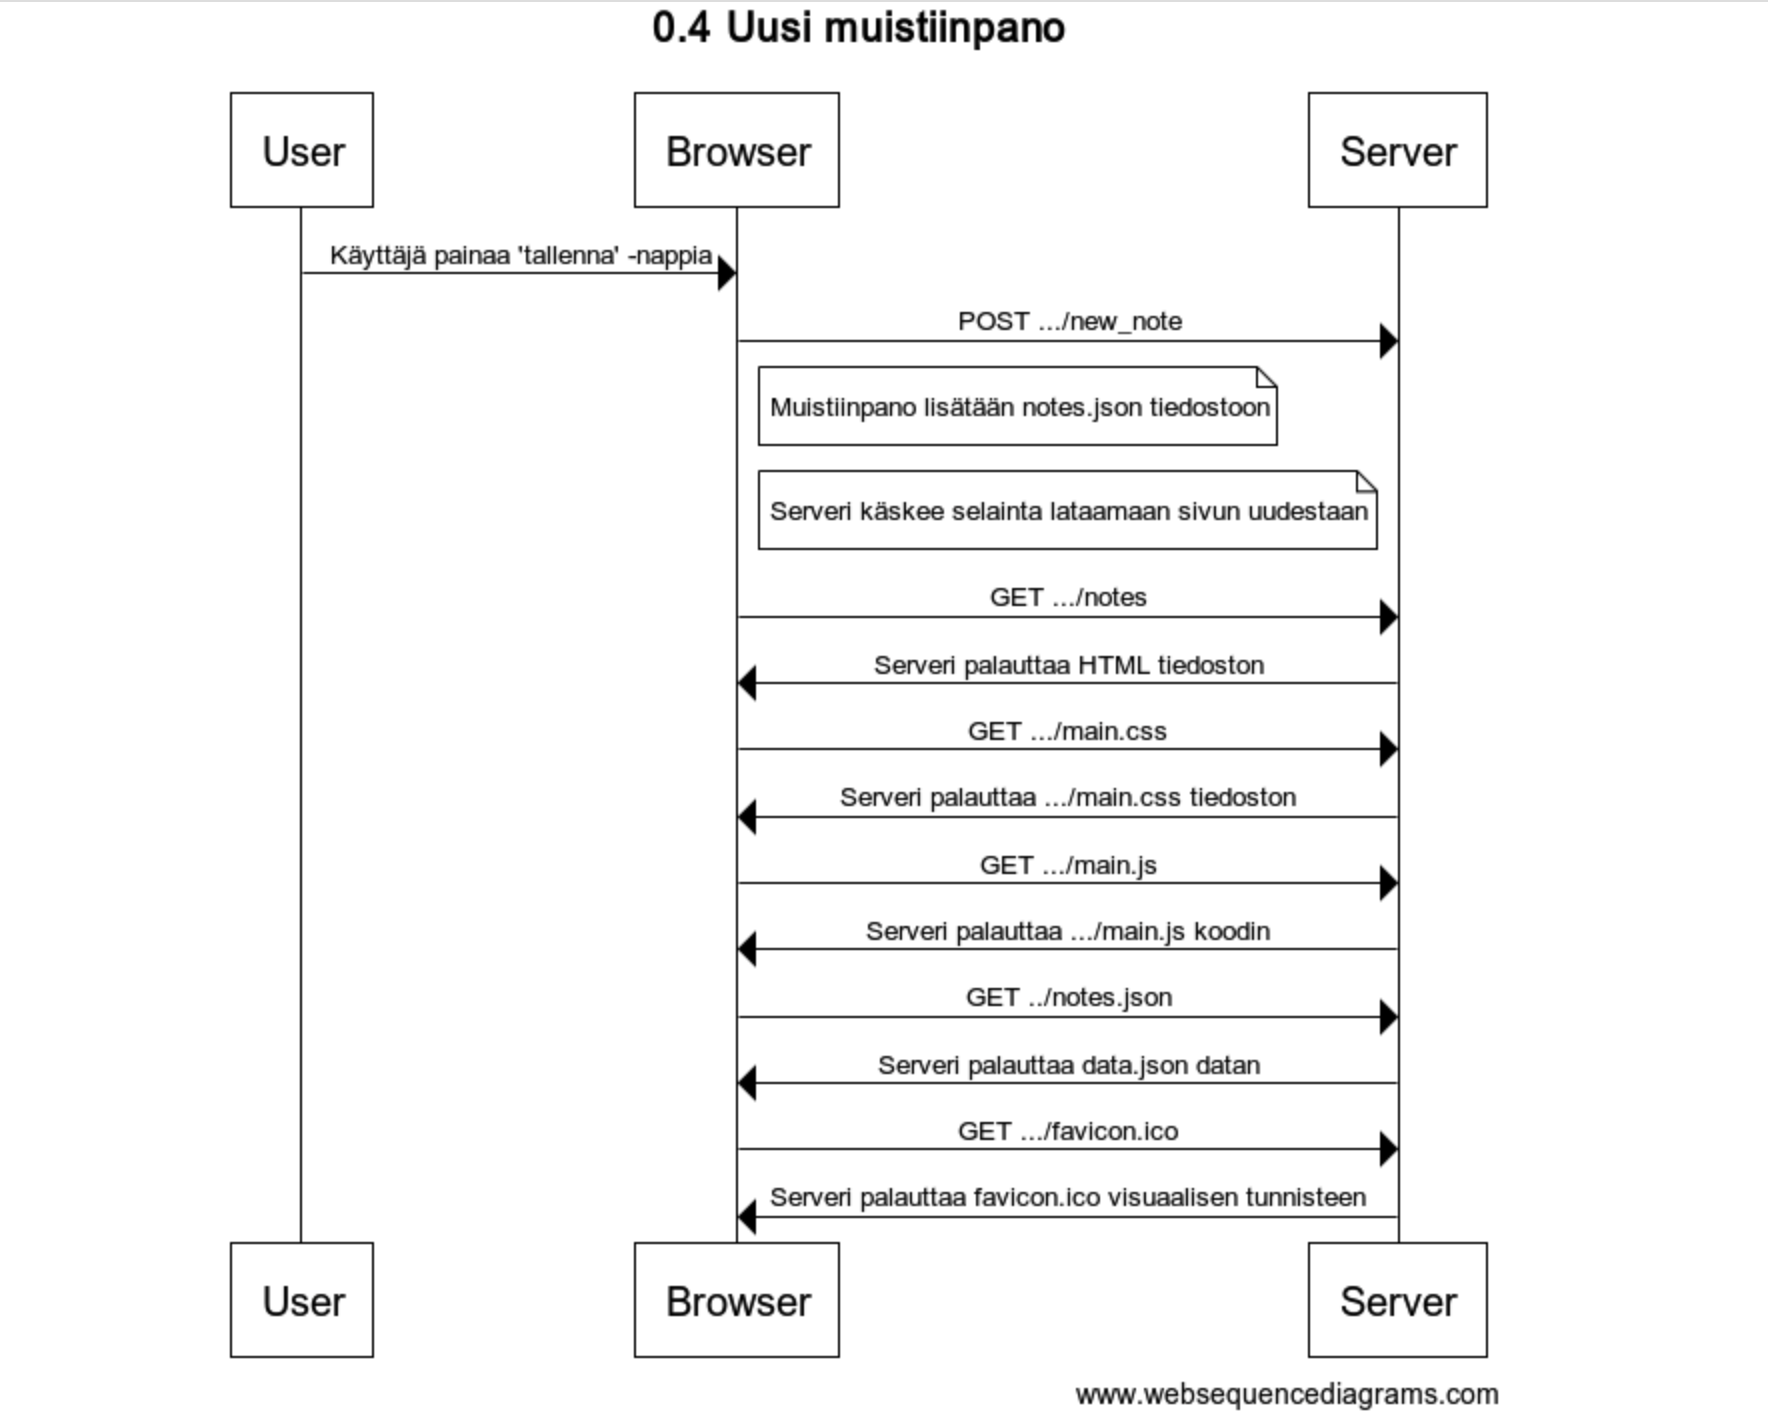 0.4 Uusi muistiinpano
User
Browser
Server
Käyttäjä painaa 'tallenna' -nappia
POST .../new_note
Muistiinpano lisätään notes.json tiedostoon
Serveri käskee selainta lataamaan sivun uudestaan
GET .../notes
Serveri palauttaa HTML tiedoston
GET .../main.css
Serveri palauttaa .../main.css tiedoston
GET .../main.js
Serveri palauttaa .../main.js koodin
GET ../notes.json
Serveri palauttaa data.json datan
GET .../favicon.ico
Serveri palauttaa favicon.ico visuaalisen tunnisteen
User
Browser
Server
www.websequencediagrams.com